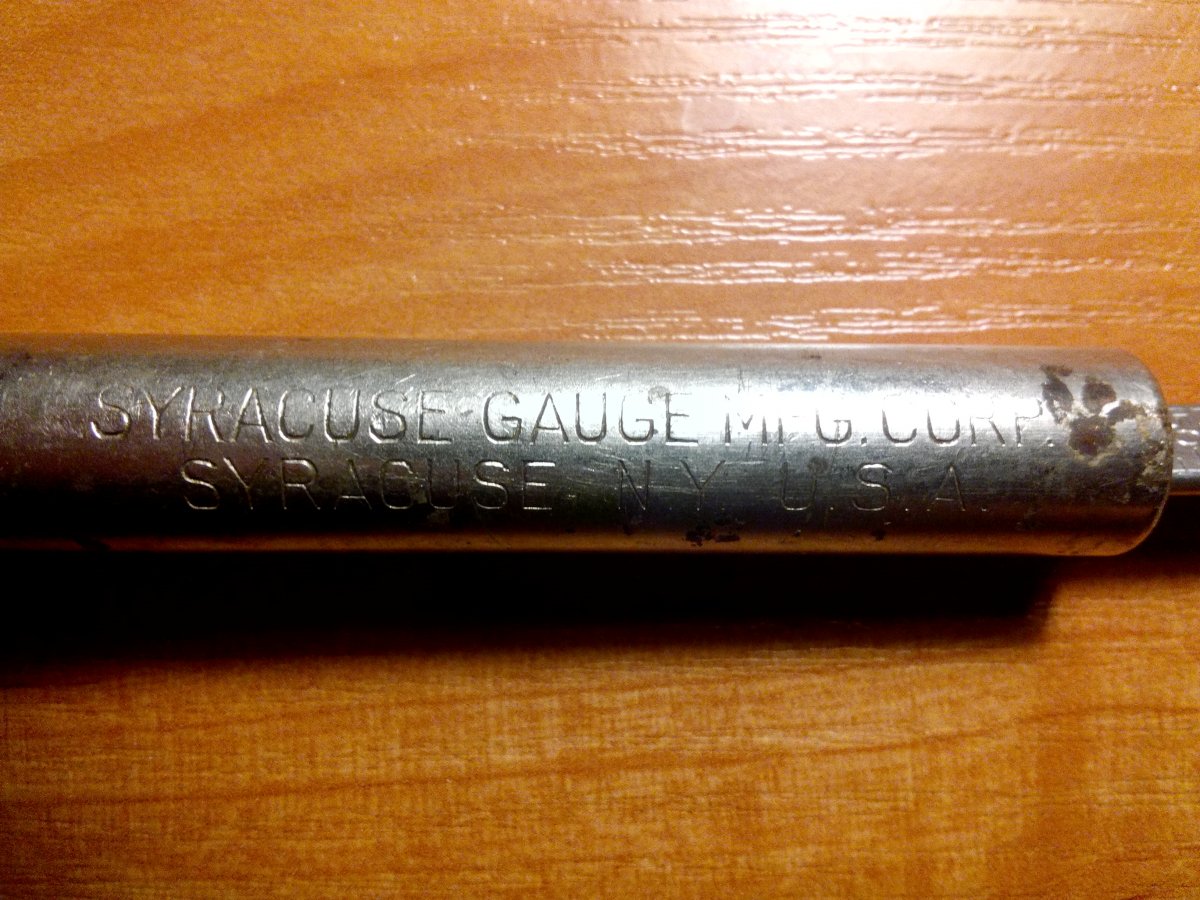 SYRACUSE GAUGE MFG. CORP.
SYRACUSE N.Y. U.S.A.